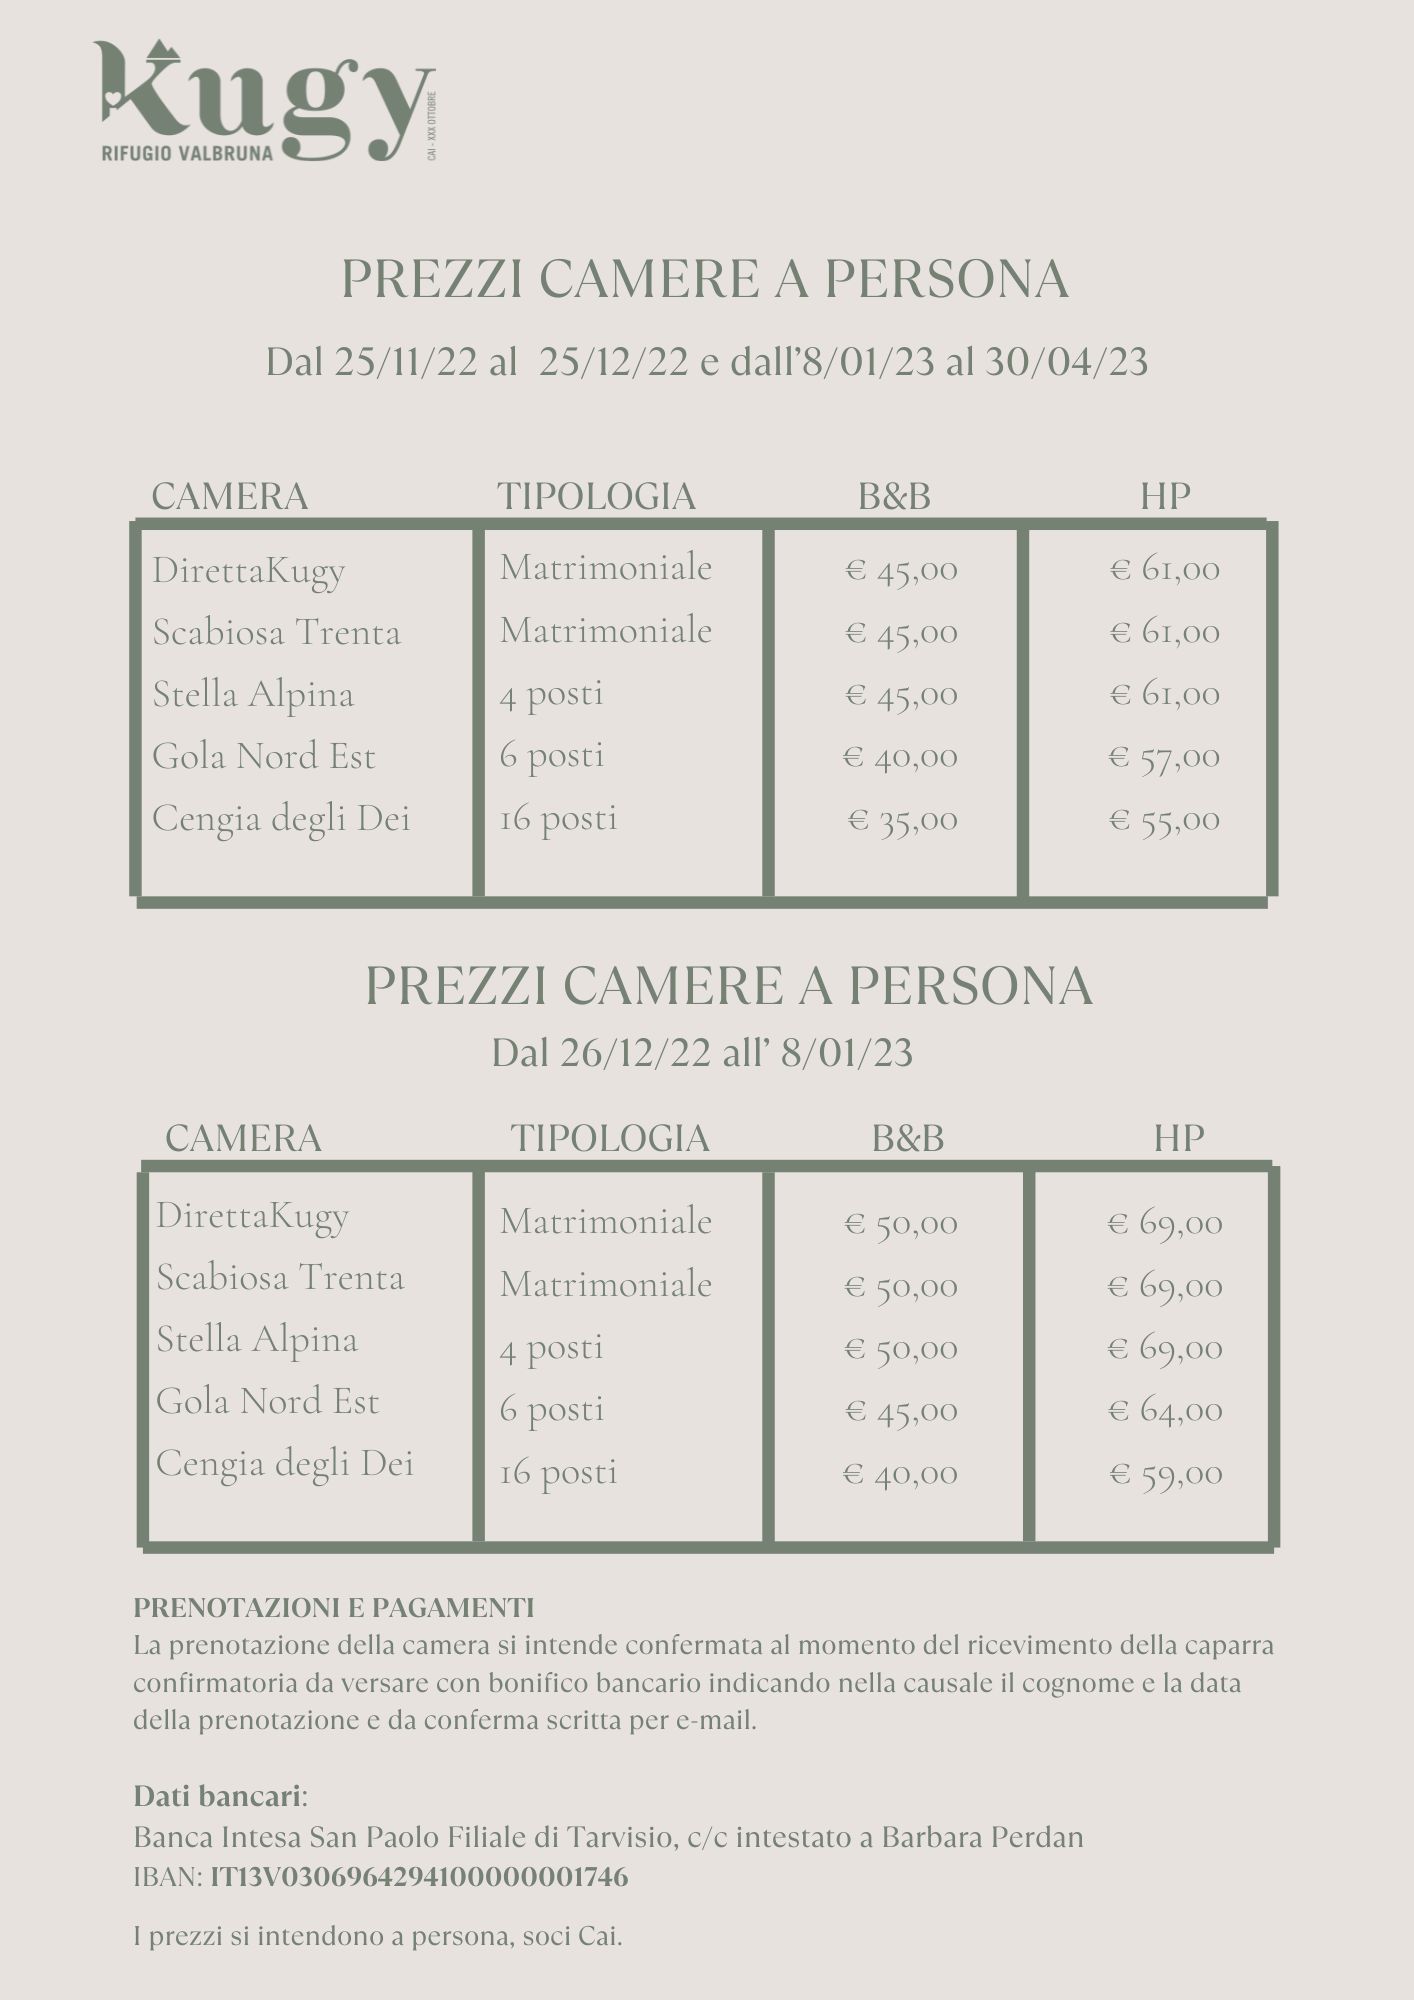 Kugy
RIFUGIO VALBRUNA
CAI - XXX OTTOBRE
PREZZI CAMERE A PERSONA
Dal 25/11/22 al 25/12/22 e dall'8/01/23 al 30/04/23
CAMERA TIPOLOGIA B&B HP
DirettaKugy Matrimoniale € 45,00 € 61,00
Scabiosa Trenta Matrimoniale € 45,00 € 61,00
Stella Alpina 4 posti € 45,00 € 61,00
Gola Nord Est 6 posti € 40,00 € 57,00
Cengia degli Dei 16 posti € 35,00 € 55,00
PREZZI CAMERE A PERSONA
Dal 26/12/22 all' 8/01/23
CAMERA TIPOLOGIA B&B HP
DirettaKugy Matrimoniale € 50,00 € 69,00
Scabiosa Trenta Matrimoniale € 50,00 € 69,00
Stella Alpina 4 posti € 50,00 € 69,00
Gola Nord Est 6 posti € 45,00 € 64,00
Cengia degli Dei 16 posti € 40,00 € 59,00
PRENOTAZIONI E PAGAMENTI
La prenotazione della camera si intende confermata al momento del ricevimento della caparra
confirmatoria da versare con bonifico bancario indicando nella causale il cognome e la data
della prenotazione e da conferma scritta per e-mail.
Dati bancari:
Banca Intesa San Paolo Filiale di Tarvisio, c/c intestato a Barbara Perdan
IBAN: IT13V0306964294100000001746
I prezzi si intendono a persona, soci Cai.